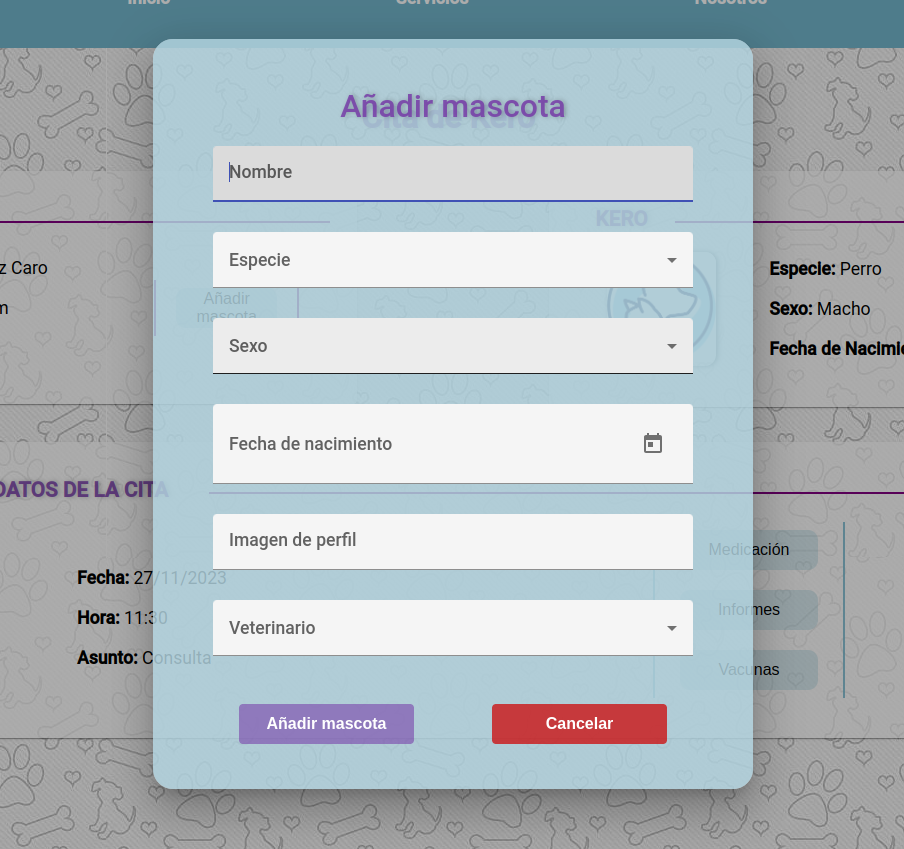 Inicio
Servicios
Nosotros
Añadir mascota
Cita de Kero
Nombre
KERO
Especie
z Caro
Especie: Perro
m
Añadir
mascota
Sexo: Macho
Sexo
Fecha de Nacimie
Fecha de nacimiento
DATOS DE LA CITA
Imagen de perfil
Medicación
Fecha: 27/11/2023
Hora: 11:30
Informes
Veterinario
Asunto: Consulta
Vacunas
Añadir mascota
Cancelar